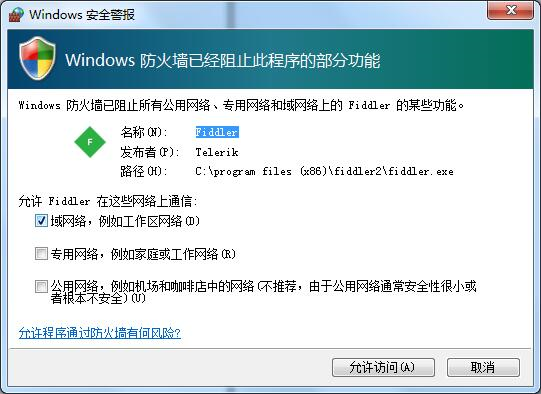 Windows 安全警报
Windows 防火墙已经阻止此程序的部分功能
Windows 防火墙已阻止所有公用网络、专用网络和域网络上的 Fiddler 的某些功能。
F
名称(N): Fiddler
发布者(P): Telerik
路径(H): C:\program files (x86)\fiddler2\fiddler.exe
允许 Fiddler 在这些网络上通信:
域网络，例如工作区网络(D)
专用网络，例如家庭或工作网络(R)
公用网络，例如机场和咖啡店中的网络(不推荐，由于公用网络通常安全性很小或
者根本不安全)(U)
允许程序通过防火墙有何风险?
允许访问(A) 取消